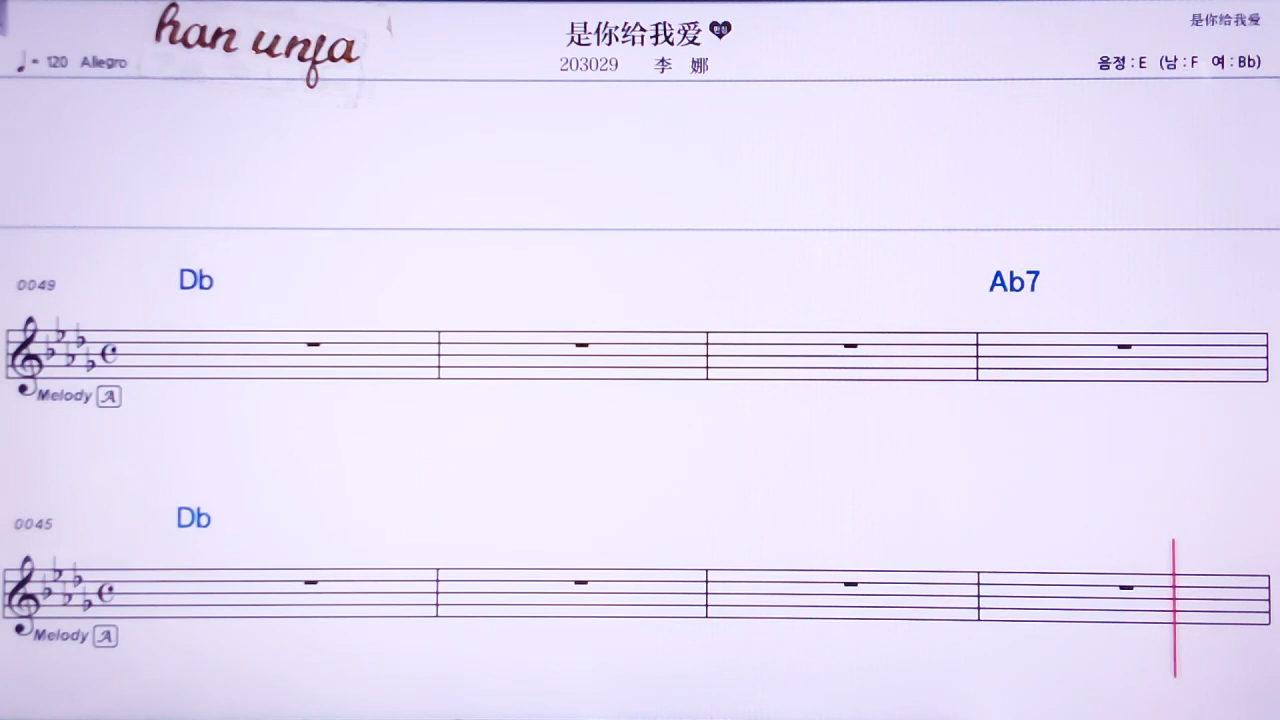 han unfa
是你给我爱
是你给我爱
♩= 120 Allegro
203029 李 娜
음정 : E (남 : F 여 : Bb)
0049
Db
Ab7
Melody A
0045
Db
Melody A